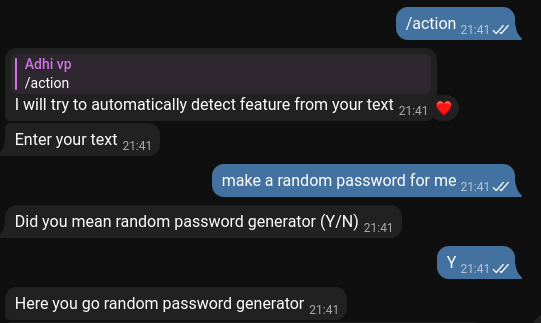 /action 21:41
Adhi vp
/action
I will try to automatically detect feature from your text 21:41
Enter your text 21:41
make a random password for me 21:41
Did you mean random password generator (Y/N) 21:41
Y 21:41
Here you go random password generator 21:41